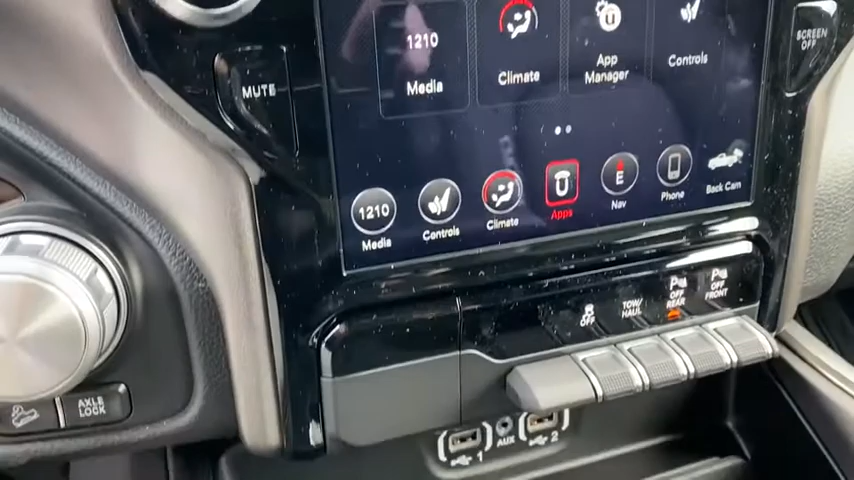 1210
Media
Climate
App
Manager
Controls
SCREEN
OFF
MUTE
1210
Media
Controls
Climate
Apps
E
Nav
Phone
Back Cam
OFF
TOW
HAUL
P
OFF
REAR
P
OFF
FRONT
AXLE
LOCK
1
AUX
2